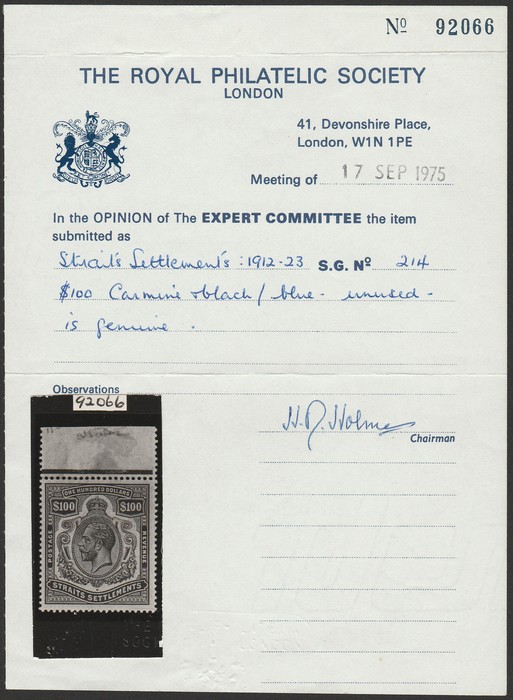 Nº 92066
THE ROYAL PHILATELIC SOCIETY
LONDON
41, Devonshire Place,
London, W1N 1PE
Meeting of 17 SEP 1975
In the OPINION of The EXPERT COMMITTEE the item
submitted as
Straits Settlements: 1912-23 S.G. Nº 214
$100 Carmine & black / blue - unused -
is genuine.
Observations
92066
H.R. Holmes
Chairman
ONE HUNDRED DOLLARS
$100 $100
POSTAGE REVENUE
STRAITS SETTLEMENTS